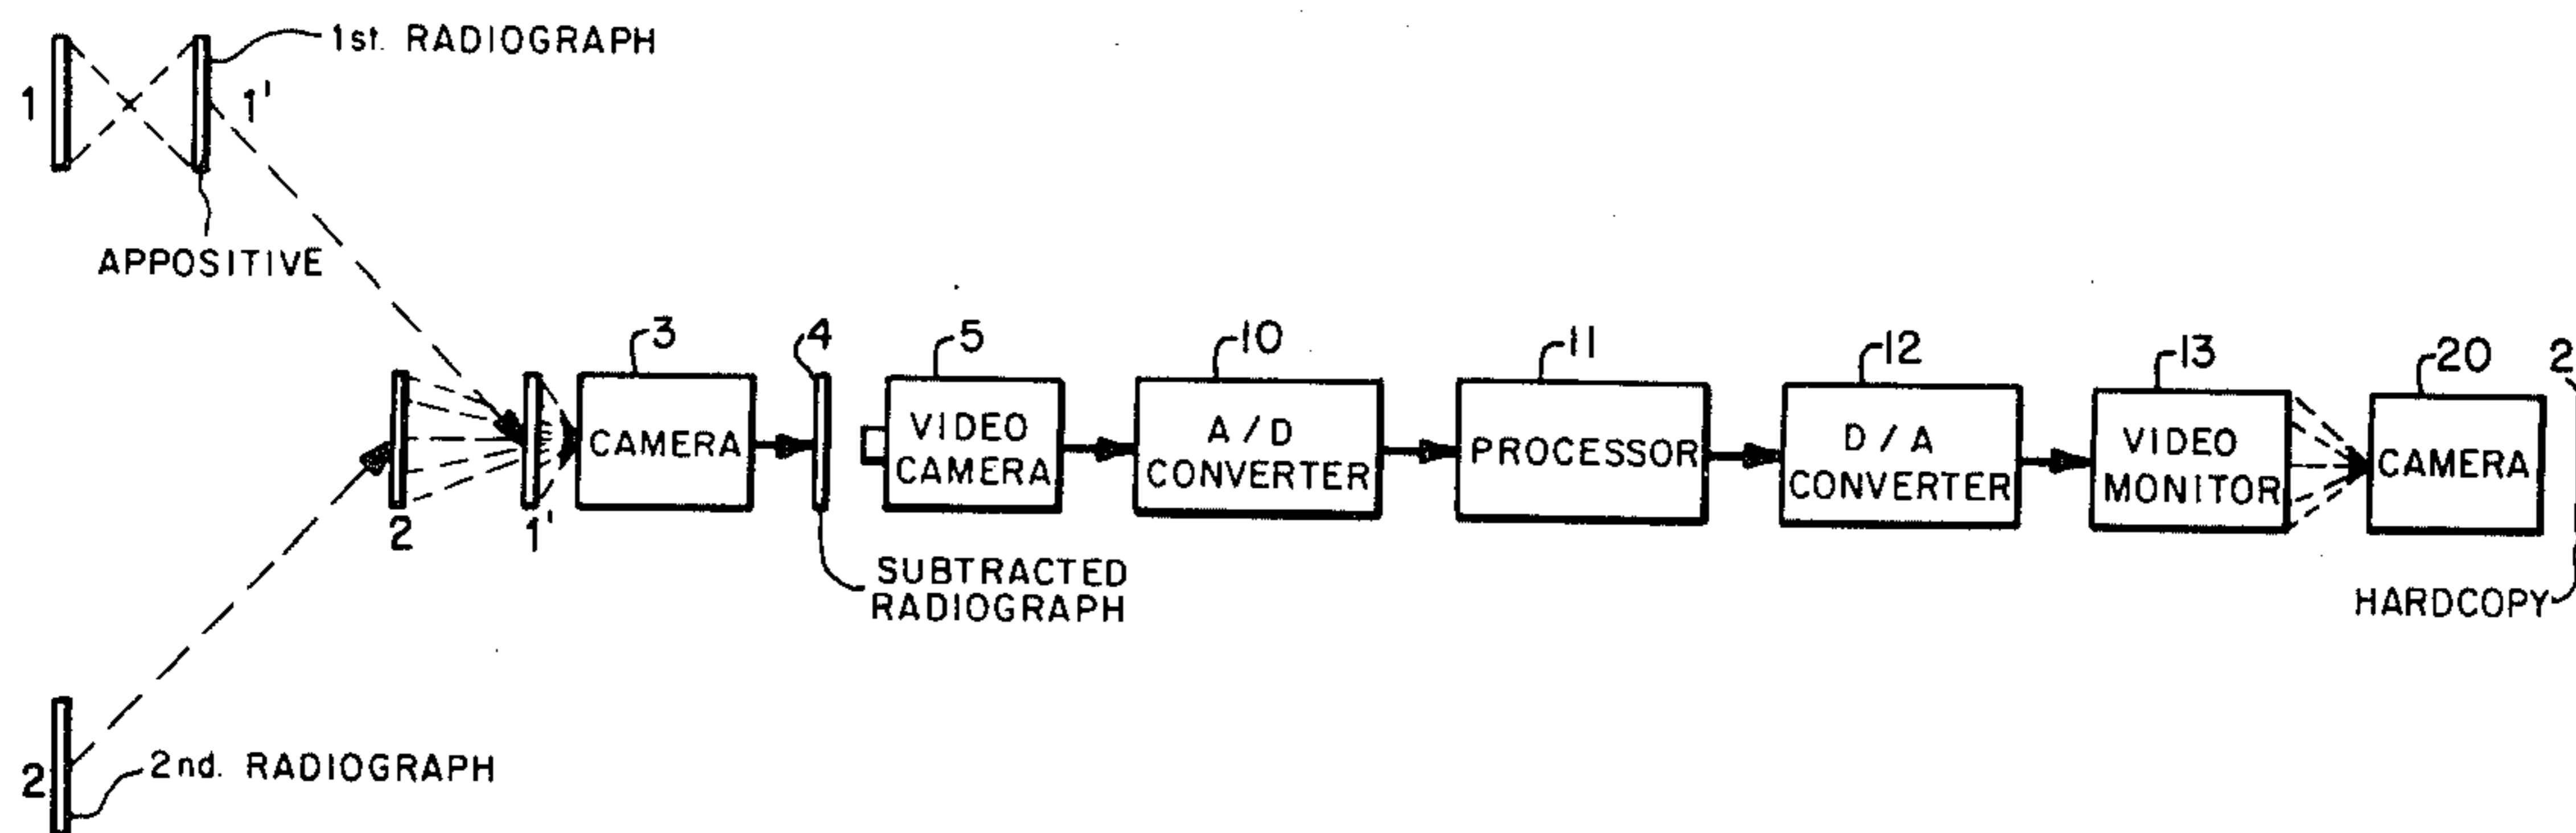 1st. RADIOGRAPH
1
1'
APPOSITIVE
3
4
5
10
11
12
13
20
2
CAMERA
VIDEO
CAMERA
A/D
CONVERTER
PROCESSOR
D/A
CONVERTER
VIDEO
MONITOR
CAMERA
2
1'
SUBTRACTED
RADIOGRAPH
HARDCOPY
2
2nd. RADIOGRAPH